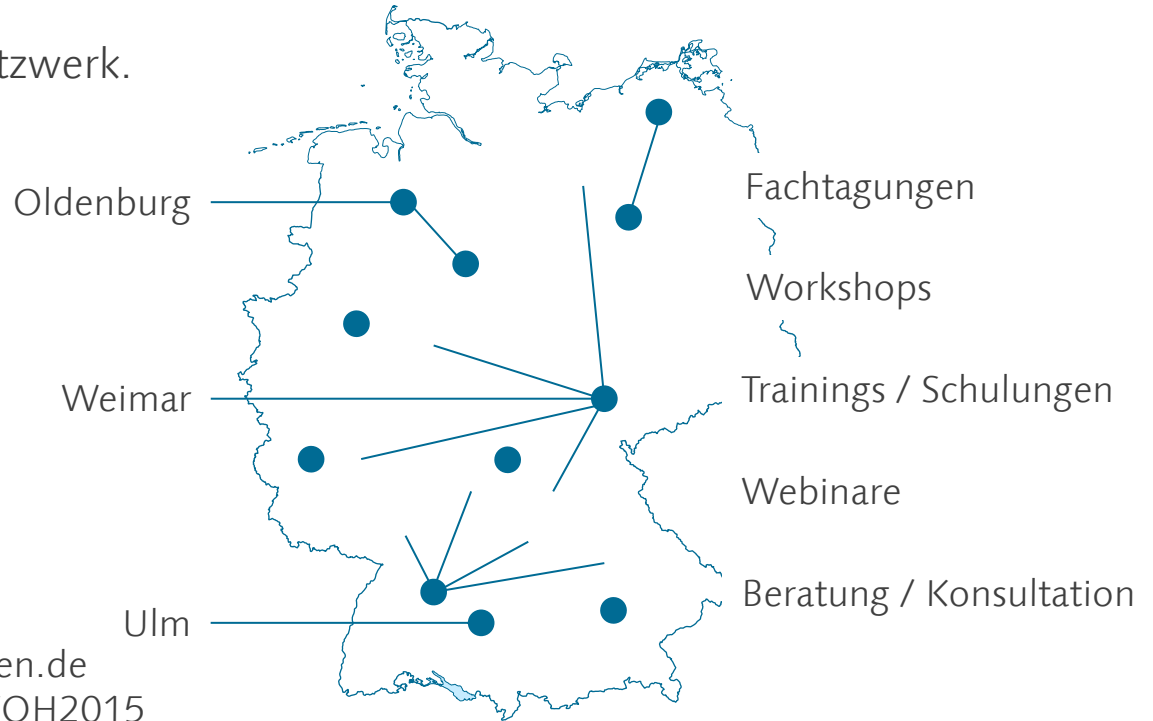 tzwerk.
Oldenburg
Weimar
Ulm
en.de
OH2015
Fachtagungen
Workshops
Trainings / Schulungen
Webinare
Beratung / Konsultation